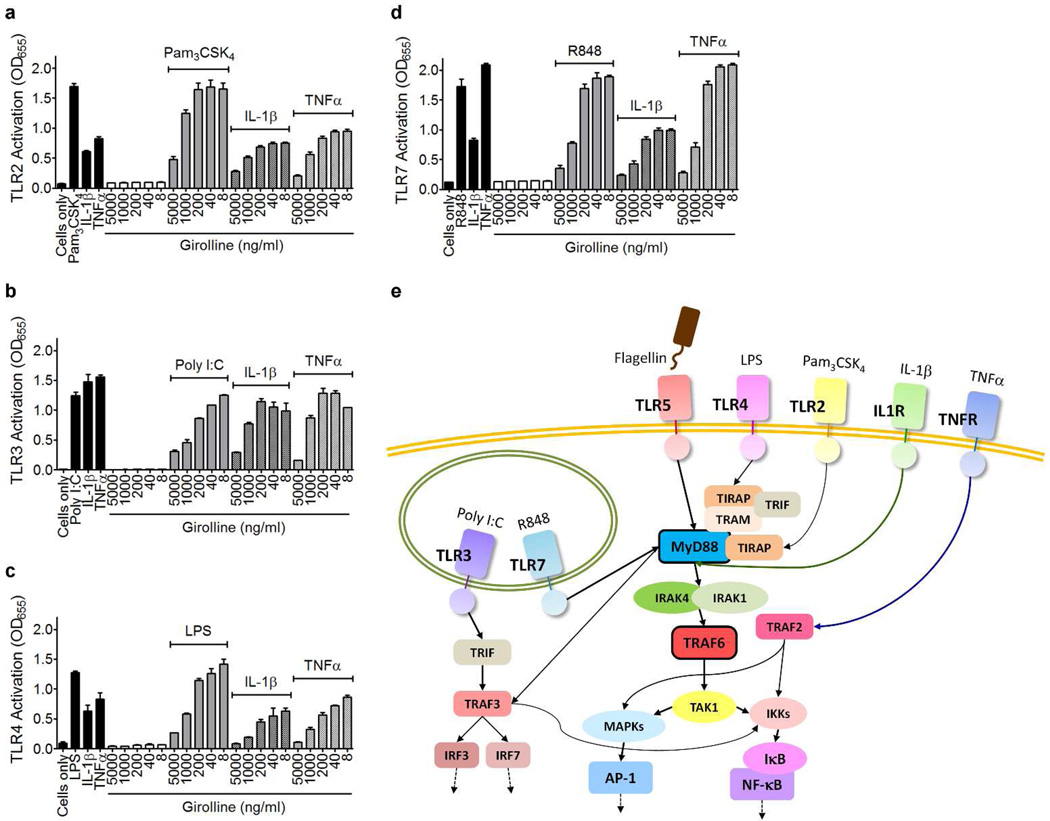 a
TLR2 Activation (OD655)
2.0
1.5
1.0
0.5
0.0
Pam3CSK4
IL-1β
TNFα
Cells only
Pam3CSK4
IL-1β
TNFα
5000
1000
200
40
8
5000
1000
200
40
8
5000
1000
200
40
8
5000
1000
200
40
8
Girolline (ng/ml)
b
TLR3 Activation (OD655)
2.0
1.5
1.0
0.5
0.0
Poly I:C
IL-1β
TNFα
Cells only
Poly I:C
IL-1β
TNFα
5000
1000
200
40
8
5000
1000
200
40
8
5000
1000
200
40
8
5000
1000
200
40
8
Girolline (ng/ml)
c
TLR4 Activation (OD655)
2.0
1.5
1.0
0.5
0.0
LPS
IL-1β
TNFα
Cells only
LPS
IL-1β
TNFα
5000
1000
200
40
8
5000
1000
200
40
8
5000
1000
200
40
8
5000
1000
200
40
8
Girolline (ng/ml)
d
TLR7 Activation (OD655)
2.0
1.5
1.0
0.5
0.0
R848
IL-1β
TNFα
Cells only
R848
IL-1β
TNFα
5000
1000
200
40
8
5000
1000
200
40
8
5000
1000
200
40
8
5000
1000
200
40
8
Girolline (ng/ml)
e
Flagellin
LPS
Pam3CSK4
IL-1β
TNFα
TLR5
TLR4
TLR2
IL1R
TNFR
Poly I:C
R848
TLR3
TLR7
TIRAP
TRIF
TRAM
MyD88
TIRAP
IRAK4
IRAK1
TRIF
TRAF6
TRAF2
TRAF3
TAK1
MAPKs
IKKs
IRF3
IRF7
AP-1
IκB
NF-κB